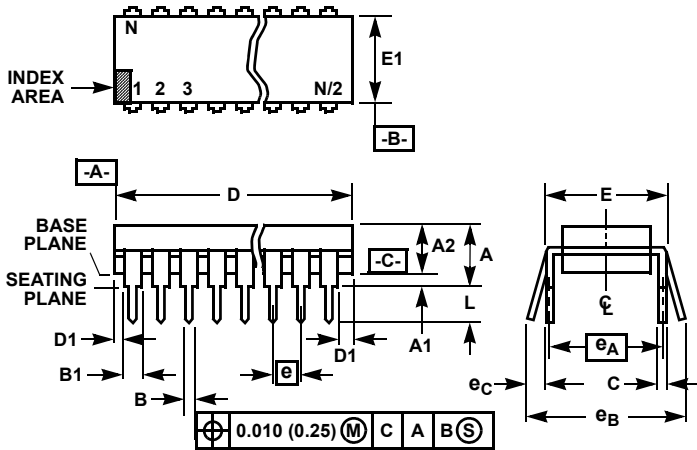 N
E1
INDEX
AREA
1 2 3 N/2
-B-
-A-
D
E
BASE
PLANE
A2
A
-C-
SEATING
PLANE
L
C
L
D1
A1
D1
eA
B1
e
eC
C
B
eB
0.010 (0.25) M C A B S